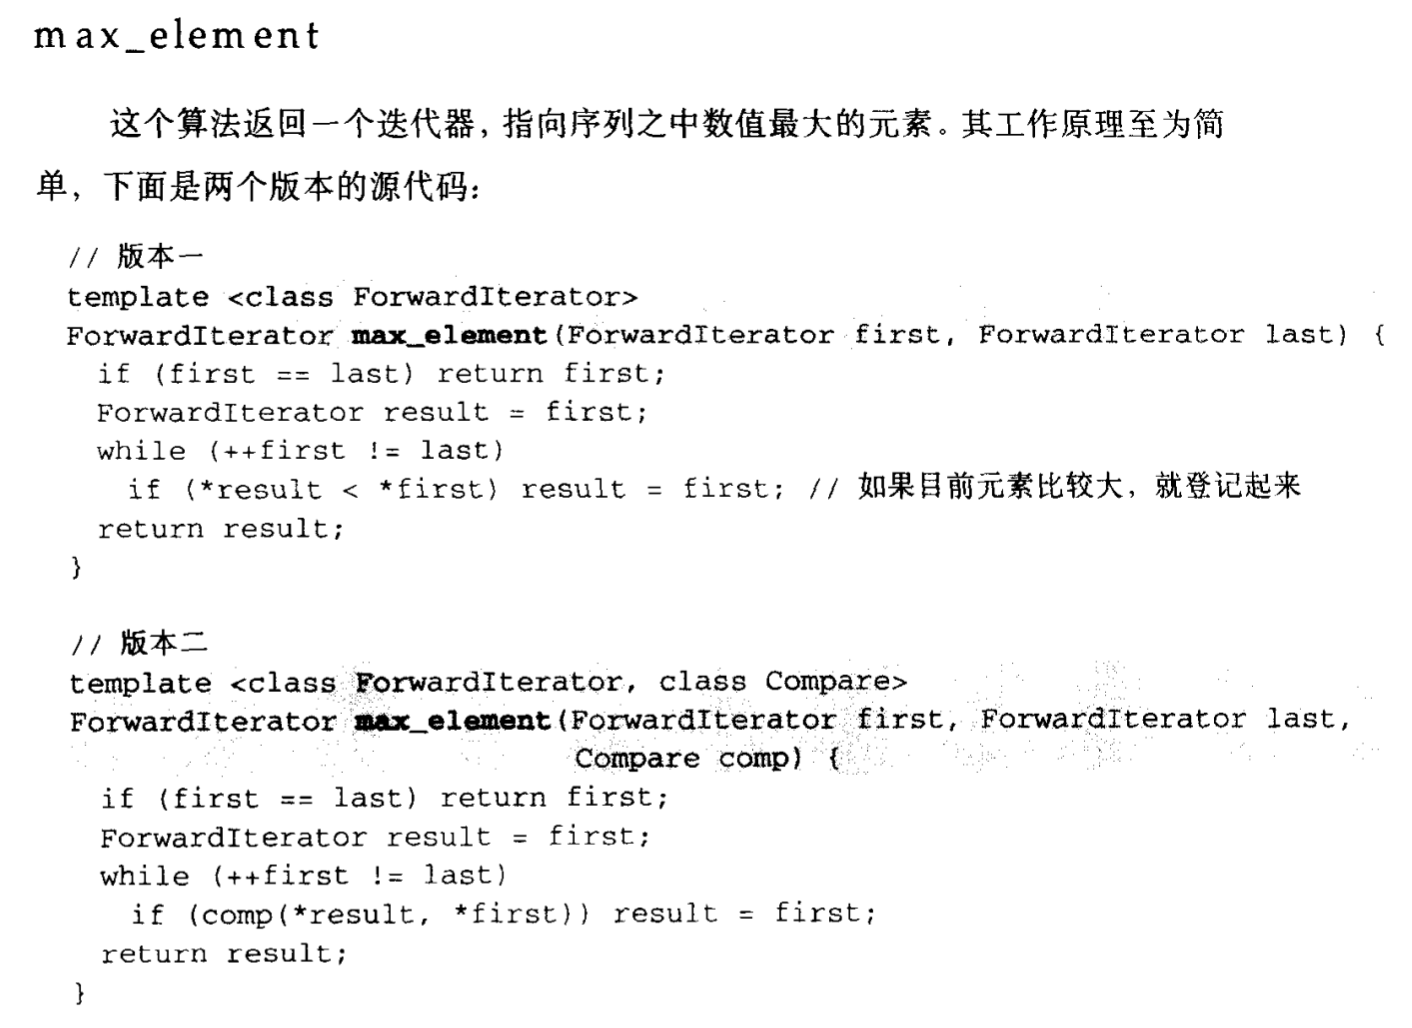 max_element
这个算法返回一个迭代器，指向序列之中数值最大的元素。其工作原理至为简
单，下面是两个版本的源代码：
// 版本一
template <class ForwardIterator>
ForwardIterator max_element(ForwardIterator first, ForwardIterator last) {
  if (first == last) return first;
  ForwardIterator result = first;
  while (++first != last)
    if (*result < *first) result = first; // 如果目前元素比较大，就登记起来
  return result;
}
// 版本二
template <class ForwardIterator, class Compare>
ForwardIterator max_element(ForwardIterator first, ForwardIterator last,
                            Compare comp) {
  if (first == last) return first;
  ForwardIterator result = first;
  while (++first != last)
    if (comp(*result, *first)) result = first;
  return result;
}